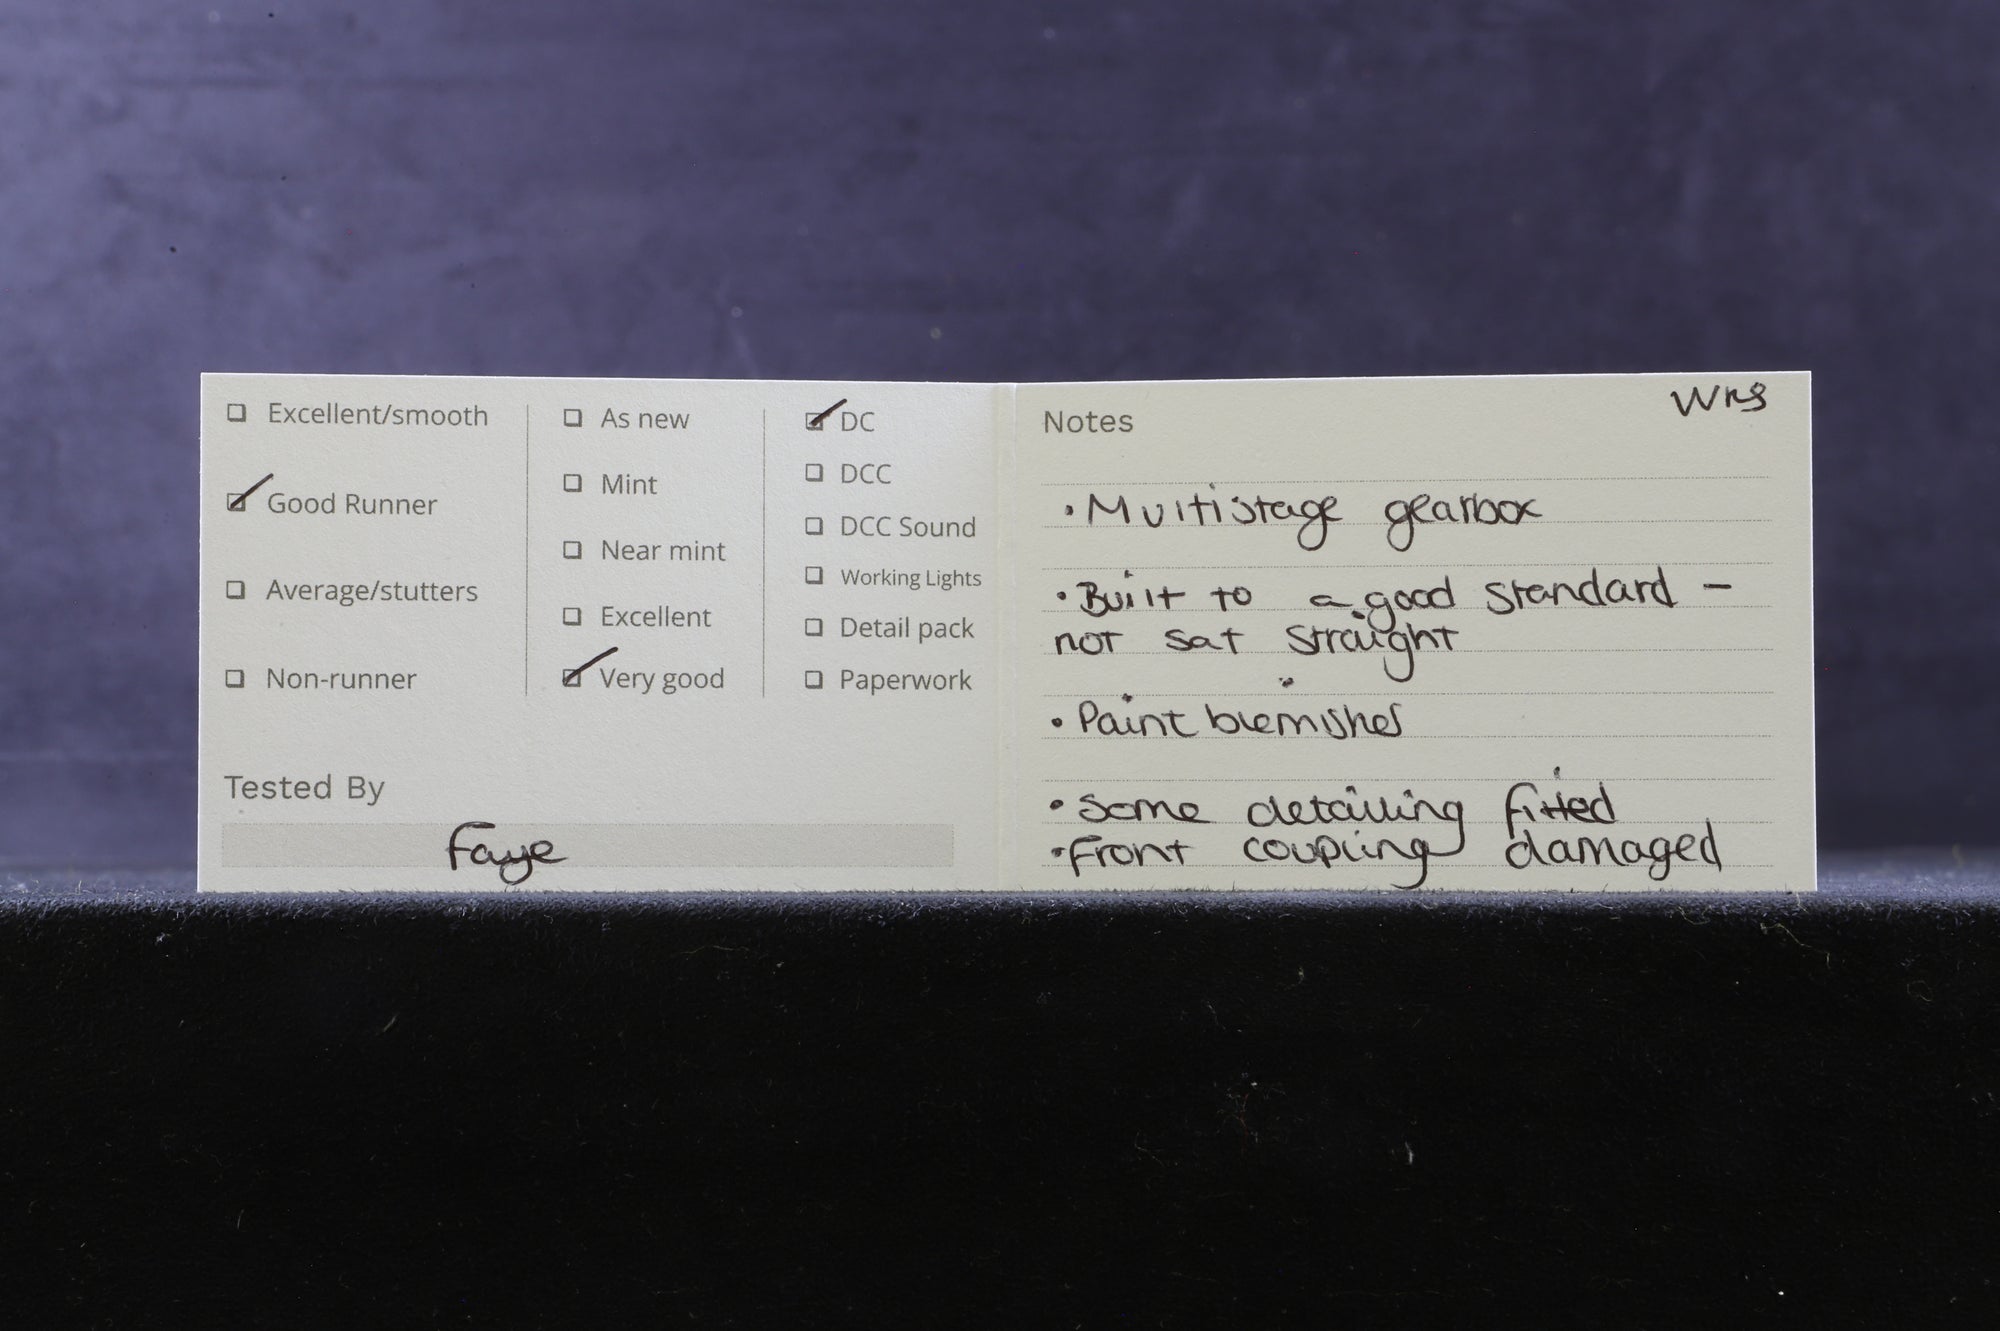 Excellent/smooth
Good Runner
Average/stutters
Non-runner
As new
Mint
Near mint
Excellent
Very good
DC
DCC
DCC Sound
Working Lights
Detail pack
Paperwork
Tested By
Faye
Notes
• Multistage gearbox
• Built to a good standard -
not sat straight
• Paint blemishes
• Some detailing fitted
• Front coupling damaged